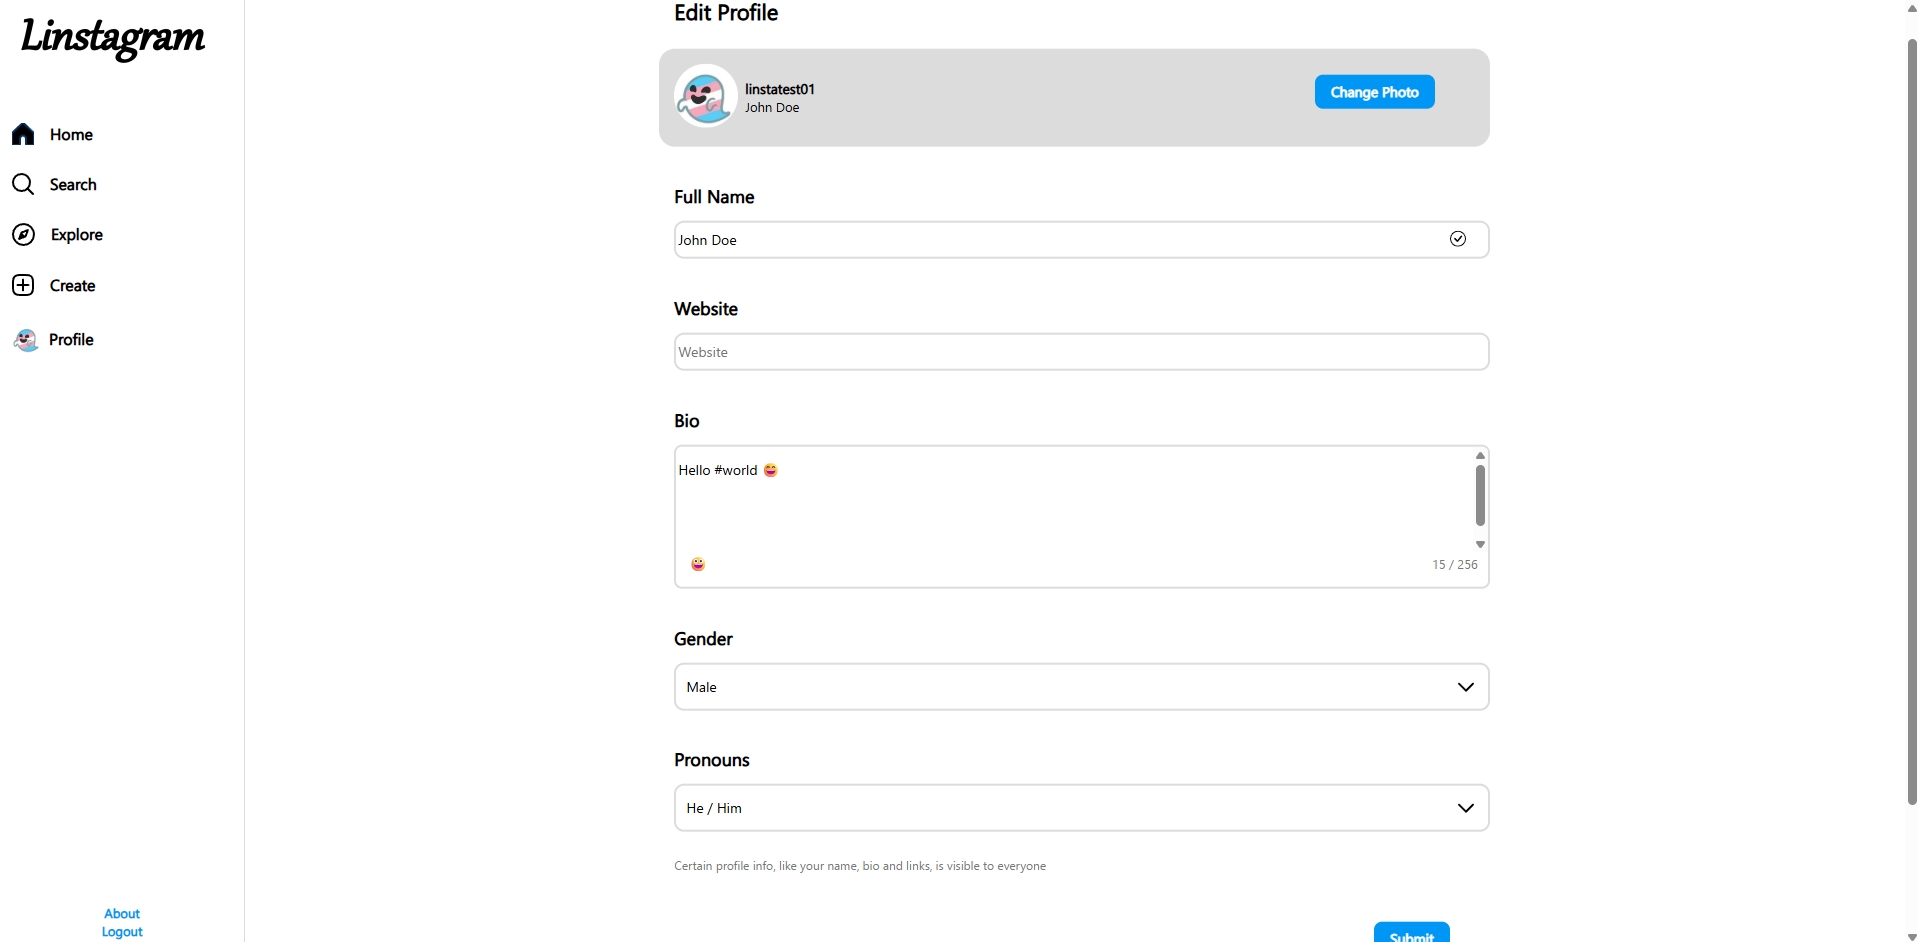 Linstagram
Home
Search
Explore
Create
Profile
About
Logout
Edit Profile
linstatest01
John Doe
Change Photo
Full Name
John Doe
Website
Website
Bio
Hello #world 😄
😀
15 / 256
Gender
Male
Pronouns
He / Him
Certain profile info, like your name, bio and links, is visible to everyone
Submit